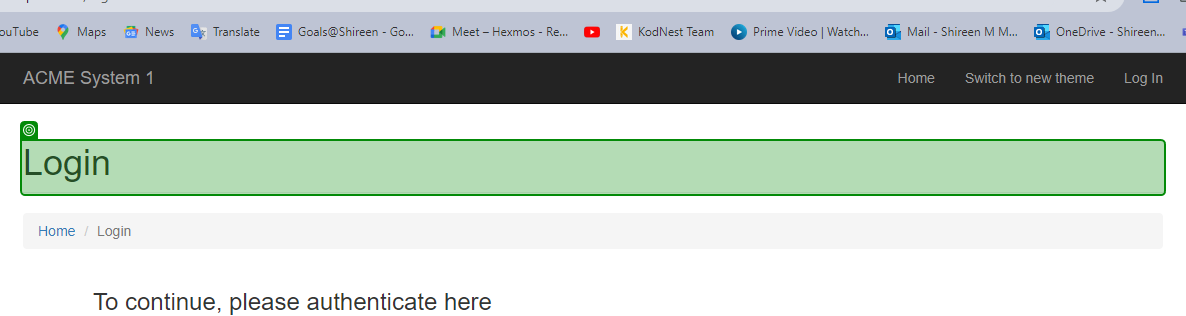 ouTube Maps News Translate Goals@Shireen - Go... Meet – Hexmos - Re... KodNest Team Prime Video | Watch... Mail - Shireen M M... OneDrive - Shireen...
ACME System 1 Home Switch to new theme Log In
Login
Home / Login
To continue, please authenticate here